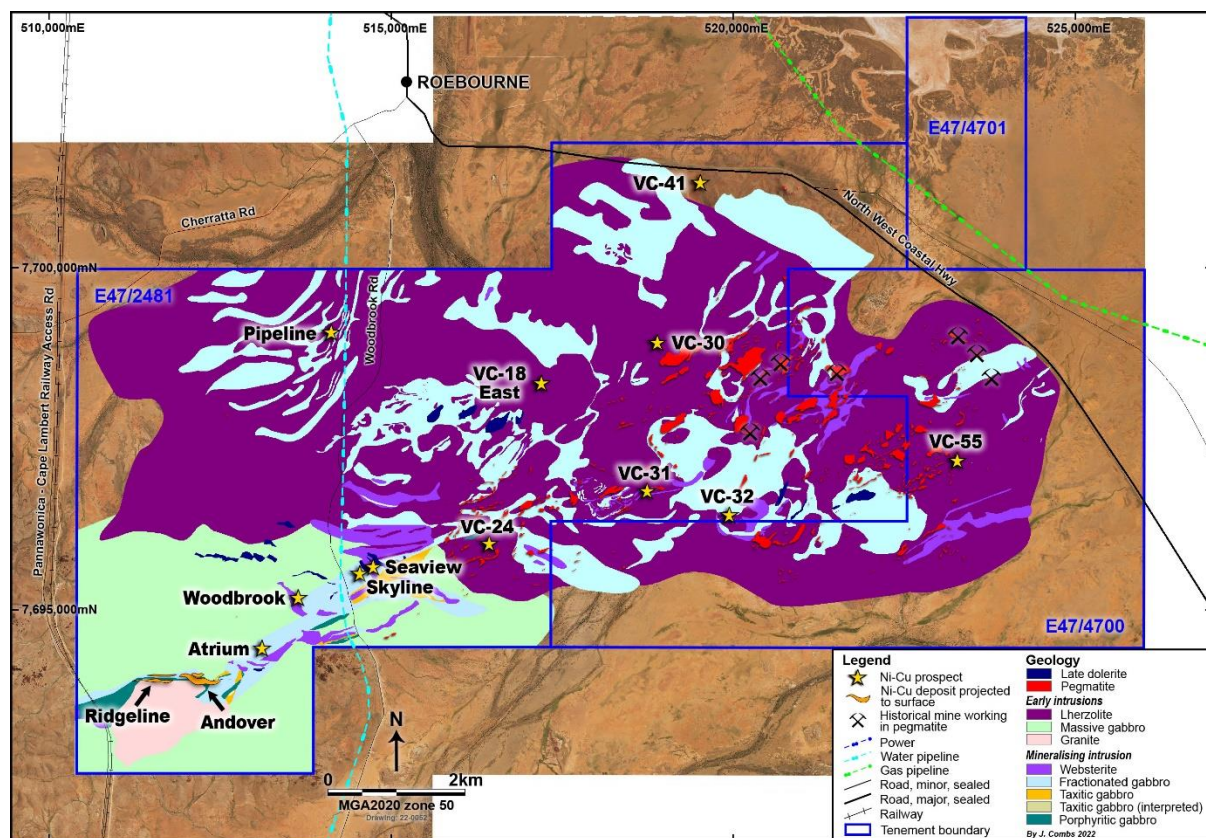 510,000mE
515,000mE
520,000mE
525,000mE
ROEBOURNE
E47/4701
VC-41
Cherratta Rd
North West Coastal Hwy
7,700,000mN
E47/2481
Woodbrook Rd
Pipeline
VC-30
VC-18
East
Pannawonica - Cape Lambert Railway Access Rd
VC-55
VC-31
VC-32
VC-24
Seaview
Skyline
Woodbrook
7,695,000mN
E47/4700
Atrium
Ridgeline
Andover
N
0 2km
MGA2020 zone 50
Legend
Ni-Cu prospect
Ni-Cu deposit projected
to surface
Historical mine working
in pegmatite
Power
Water pipeline
Gas pipeline
Road, minor, sealed
Road, major, sealed
Railway
Tenement boundary
Geology
Late dolerite
Pegmatite
Early intrusions
Lherzolite
Massive gabbro
Granite
Mineralising intrusion
Websterite
Fractionated gabbro
Taxitic gabbro
Taxitic gabbro (interpreted)
Porphyritic gabbro
By J. Combs 2022